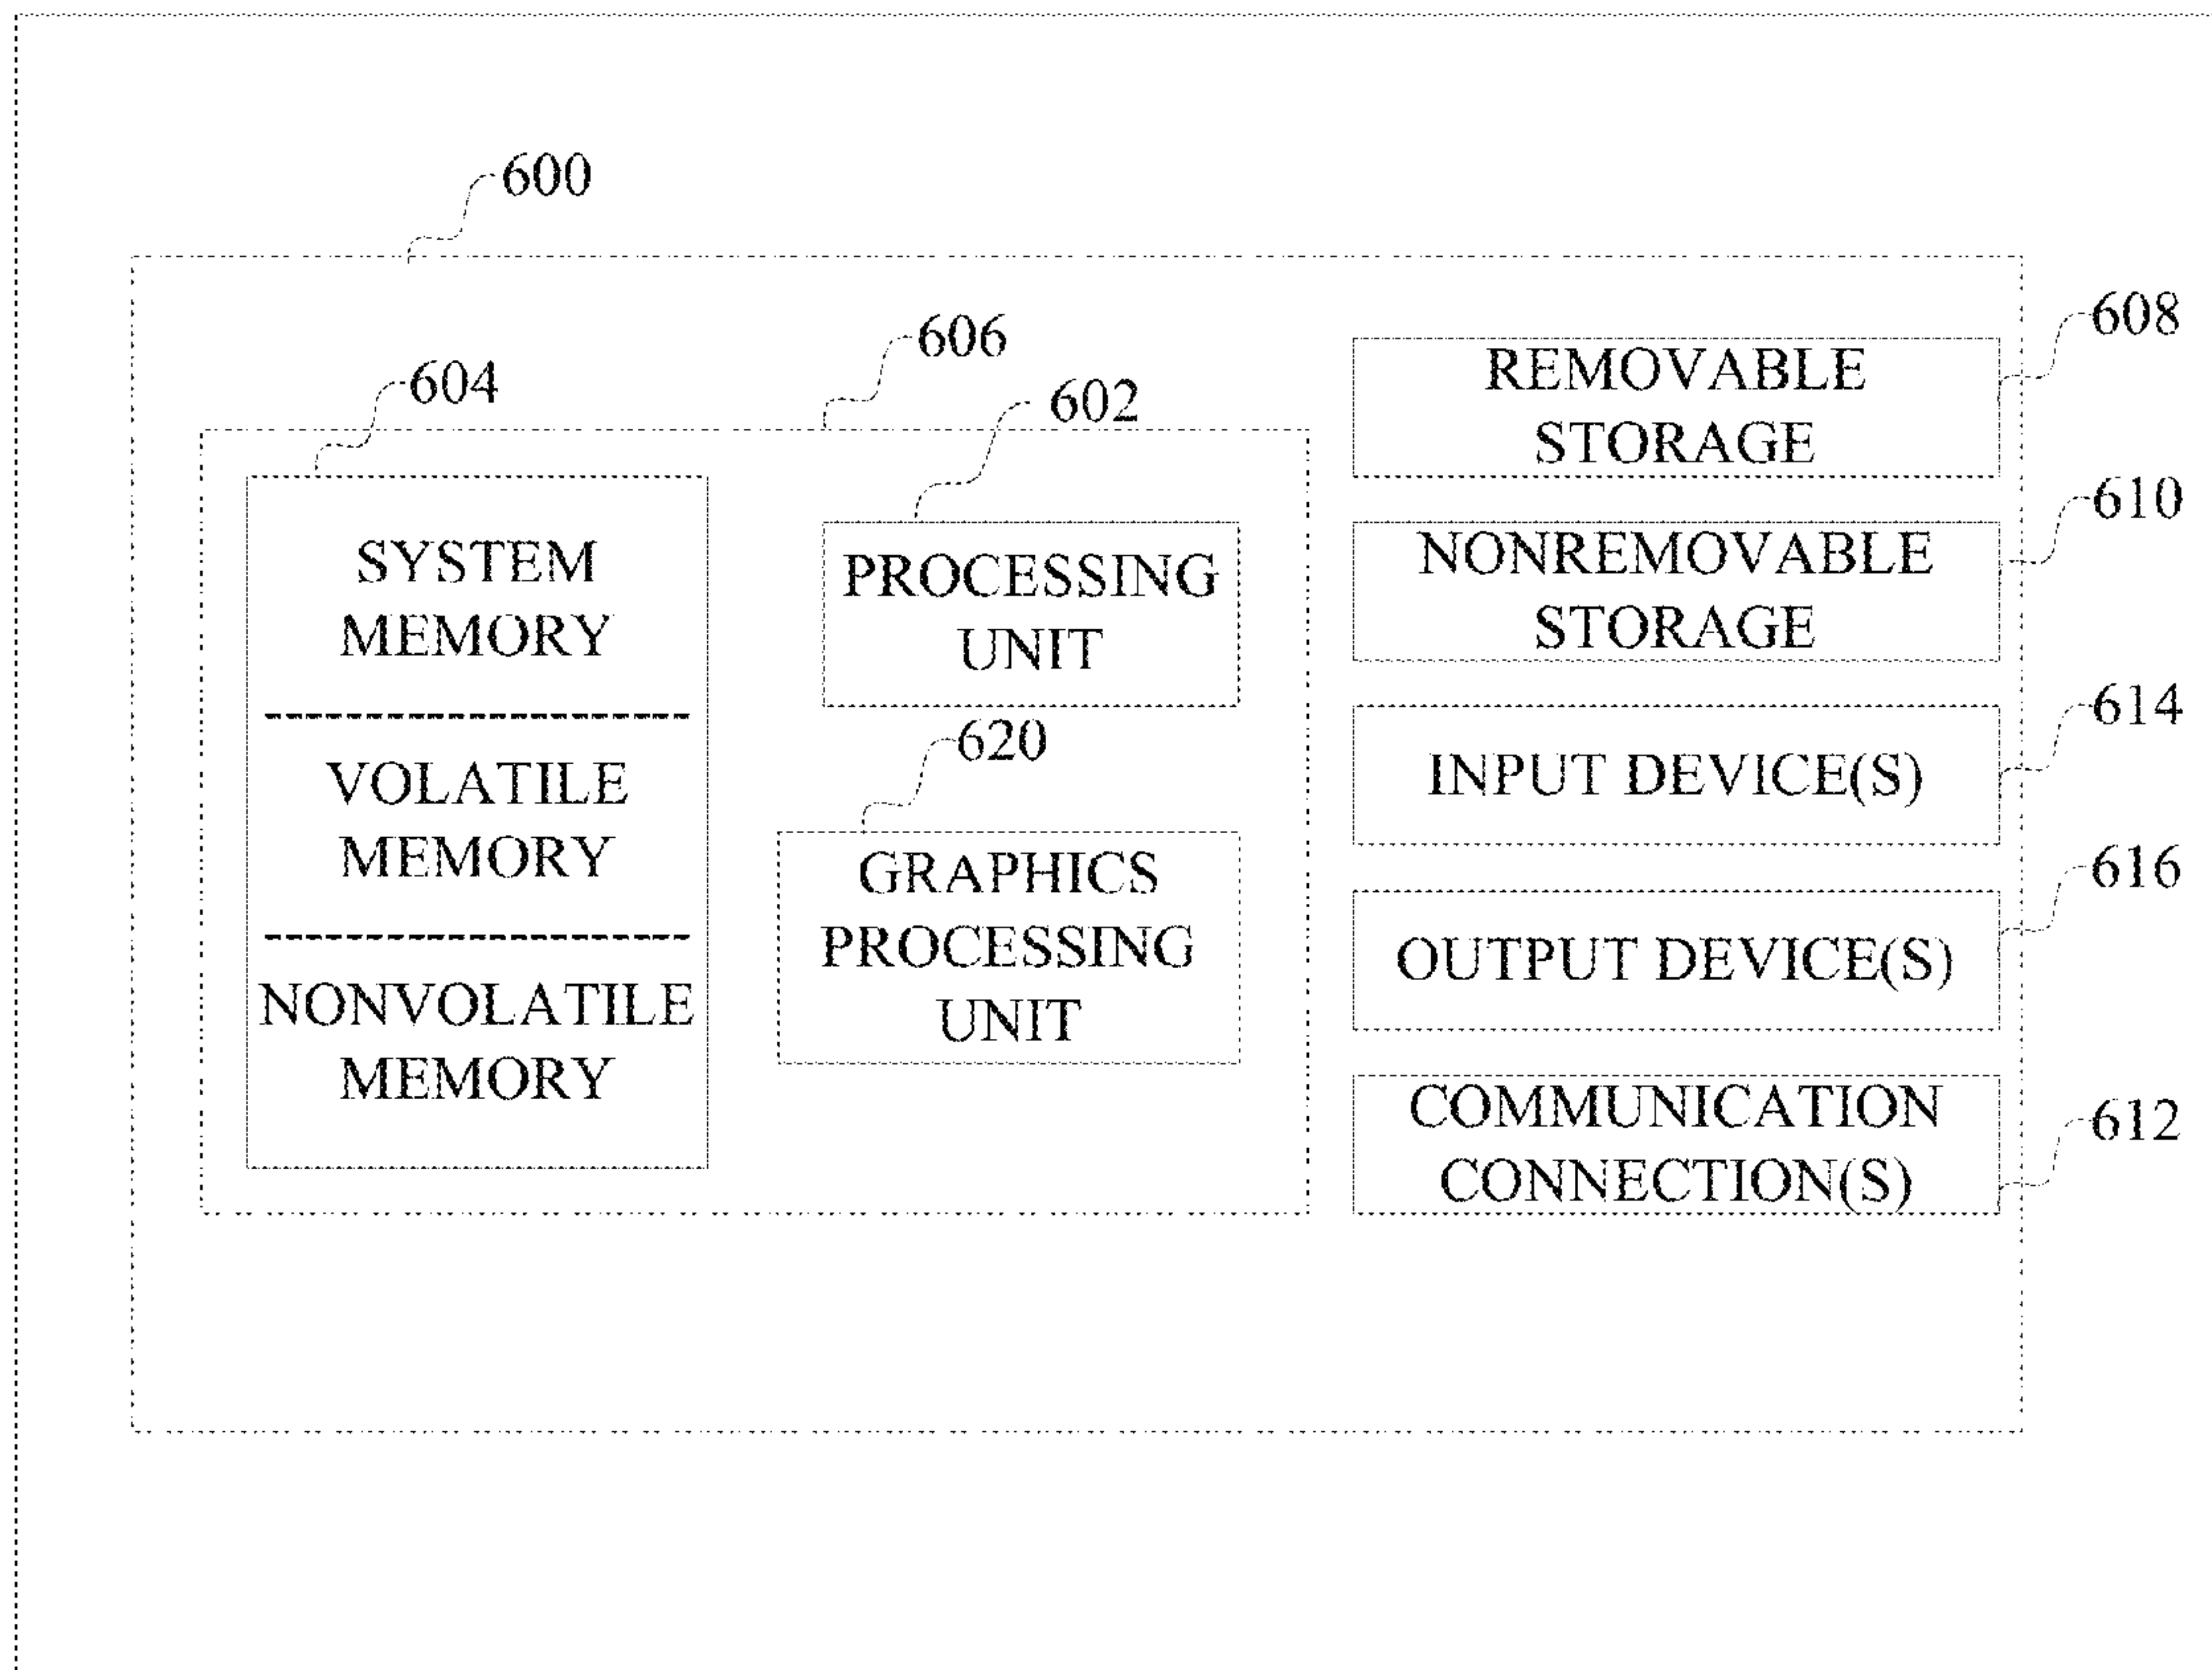 600
606
604
602
SYSTEM
MEMORY
VOLATILE
MEMORY
NONVOLATILE
MEMORY
PROCESSING
UNIT
620
GRAPHICS
PROCESSING
UNIT
608
REMOVABLE
STORAGE
610
NONREMOVABLE
STORAGE
614
INPUT DEVICE(S)
616
OUTPUT DEVICE(S)
612
COMMUNICATION
CONNECTION(S)